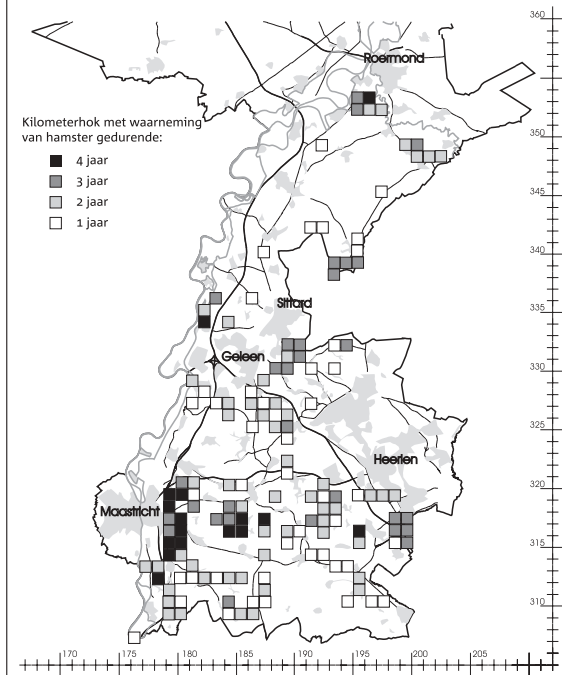 360
Roermond
Kilometerhok met waarneming
van hamster gedurende:
350
4 jaar
3 jaar
345
2 jaar
1 jaar
340
335
Sittard
330
Geleen
325
Heerlen
320
Maastricht
315
310
170 175 180 185 190 195 200 205